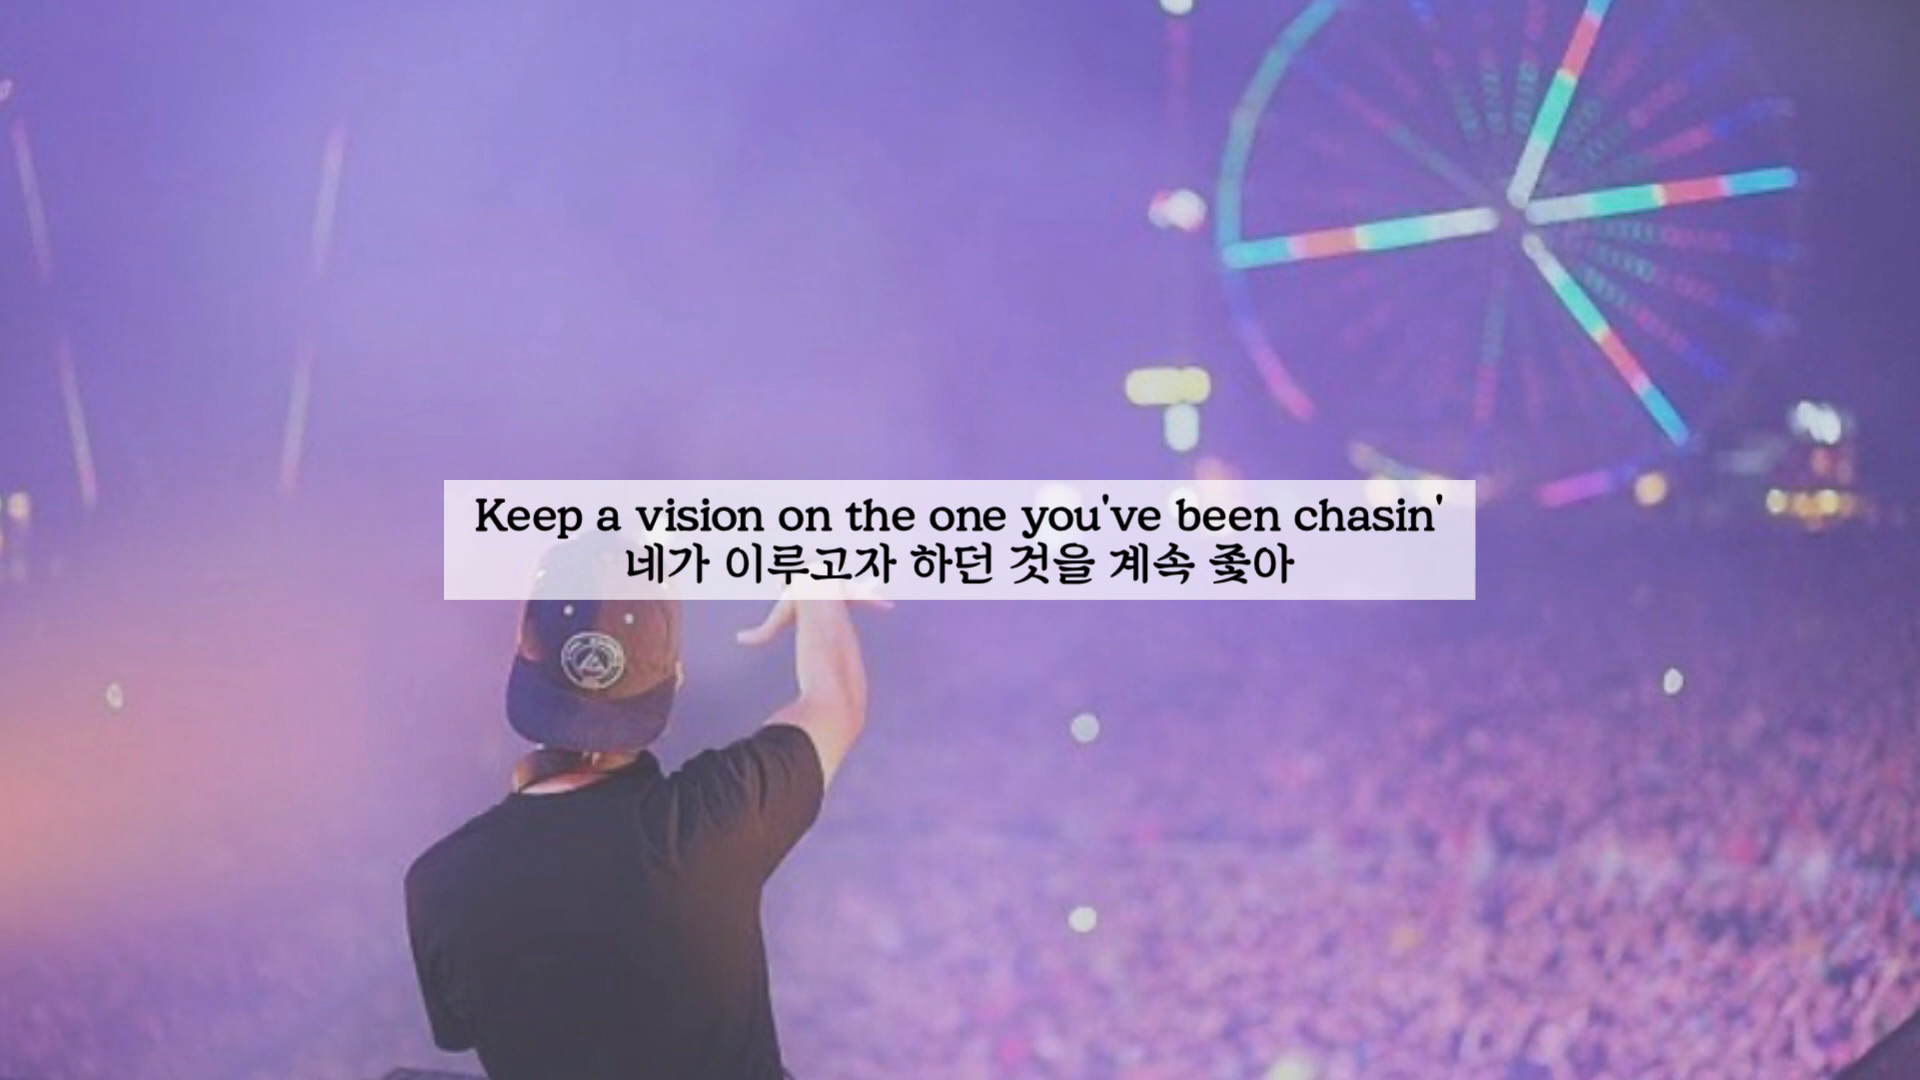 Keep a vision on the one you've been chasin'
네가 이루고자 하던 것을 계속 좇아